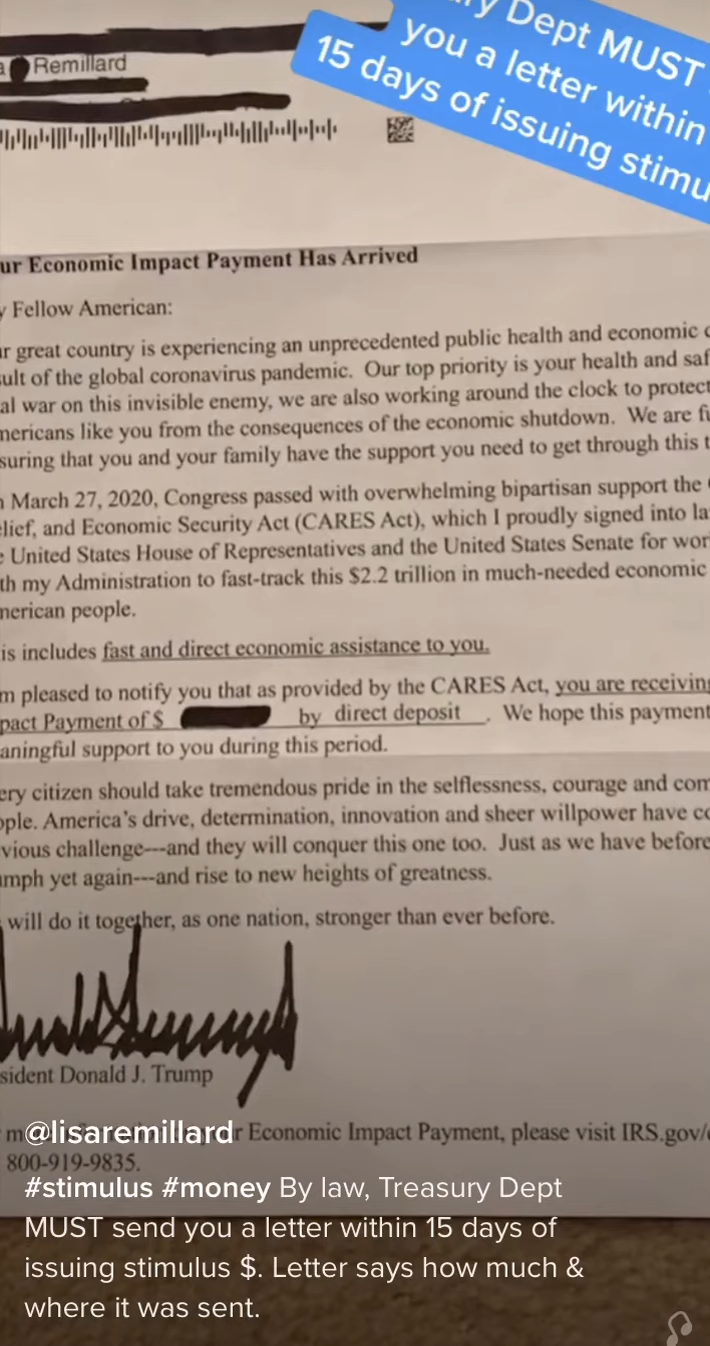 y Dept MUST
you a letter within
15 days of issuing stimu
Remillard
ur Economic Impact Payment Has Arrived
y Fellow American:
r great country is experiencing an unprecedented public health and economic c
ult of the global coronavirus pandemic. Our top priority is your health and saf
al war on this invisible enemy, we are also working around the clock to protect
mericans like you from the consequences of the economic shutdown. We are fu
suring that you and your family have the support you need to get through this t
March 27, 2020, Congress passed with overwhelming bipartisan support the
lief, and Economic Security Act (CARES Act), which I proudly signed into la
e United States House of Representatives and the United States Senate for wor
th my Administration to fast-track this $2.2 trillion in much-needed economic
merican people.
is includes fast and direct economic assistance to you.
m pleased to notify you that as provided by the CARES Act, you are receiving
pact Payment of $ by direct deposit . We hope this payment
aningful support to you during this period.
ery citizen should take tremendous pride in the selflessness, courage and com
ople. America's drive, determination, innovation and sheer willpower have co
vious challenge---and they will conquer this one too. Just as we have before
umph yet again---and rise to new heights of greatness.
will do it together, as one nation, stronger than ever before.
sident Donald J. Trump
@lisaremillard
r Economic Impact Payment, please visit IRS.gov/
800-919-9835.
#stimulus #money By law, Treasury Dept
MUST send you a letter within 15 days of
issuing stimulus $. Letter says how much &
where it was sent.